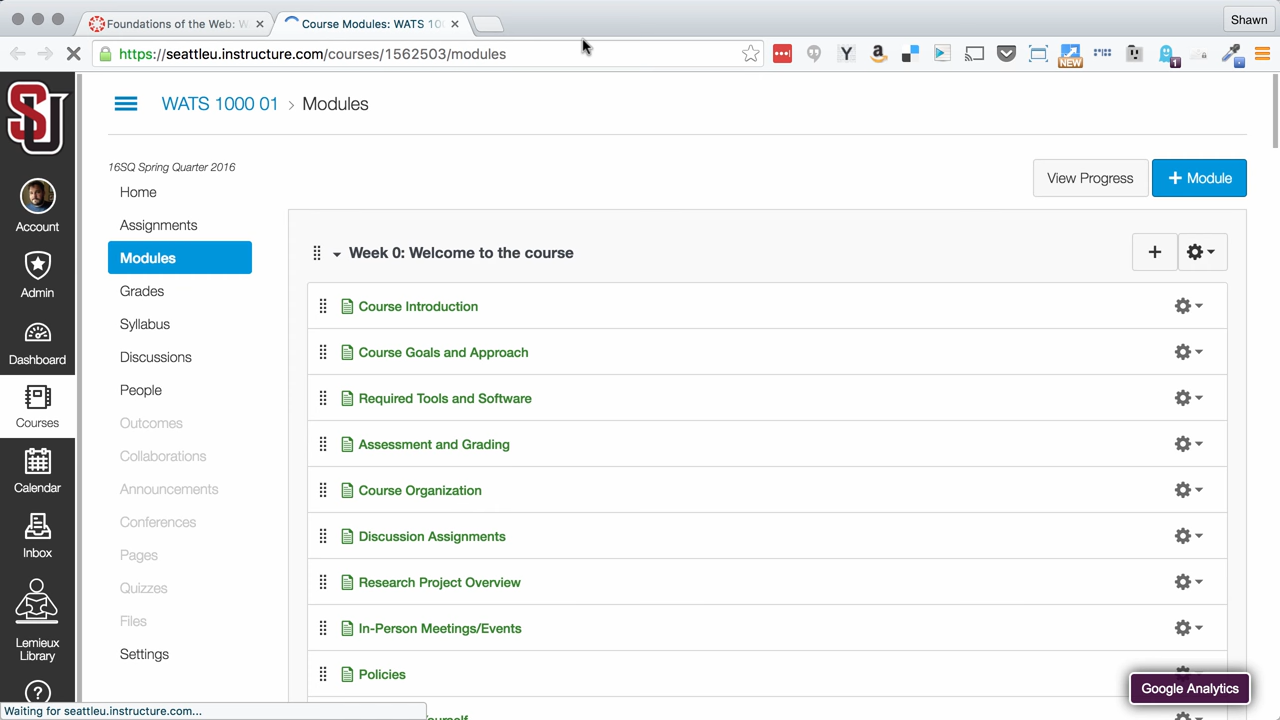 Foundations of the Web: W
Course Modules: WATS 10
Shawn
https://seattleu.instructure.com/courses/1562503/modules
NEW
1
WATS 1000 01 > Modules
16SQ Spring Quarter 2016
View Progress
+ Module
Home
Assignments
Modules
Grades
Syllabus
Discussions
People
Outcomes
Collaborations
Announcements
Conferences
Pages
Quizzes
Files
Settings
Account
Admin
Dashboard
Courses
Calendar
Inbox
Lemieux
Library
Week 0: Welcome to the course
Course Introduction
Course Goals and Approach
Required Tools and Software
Assessment and Grading
Course Organization
Discussion Assignments
Research Project Overview
In-Person Meetings/Events
Policies
Google Analytics
Waiting for seattleu.instructure.com...